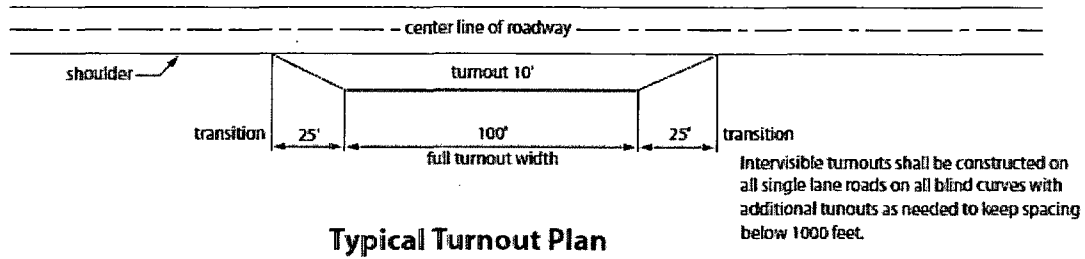 center line of roadway
shoulder
turnout 10'
transition
25'
100'
25'
transition
full turnout width
Intervisible turnouts shall be constructed on
all single lane roads on all blind curves with
additional tunouts as needed to keep spacing
below 1000 feet.
Typical Turnout Plan